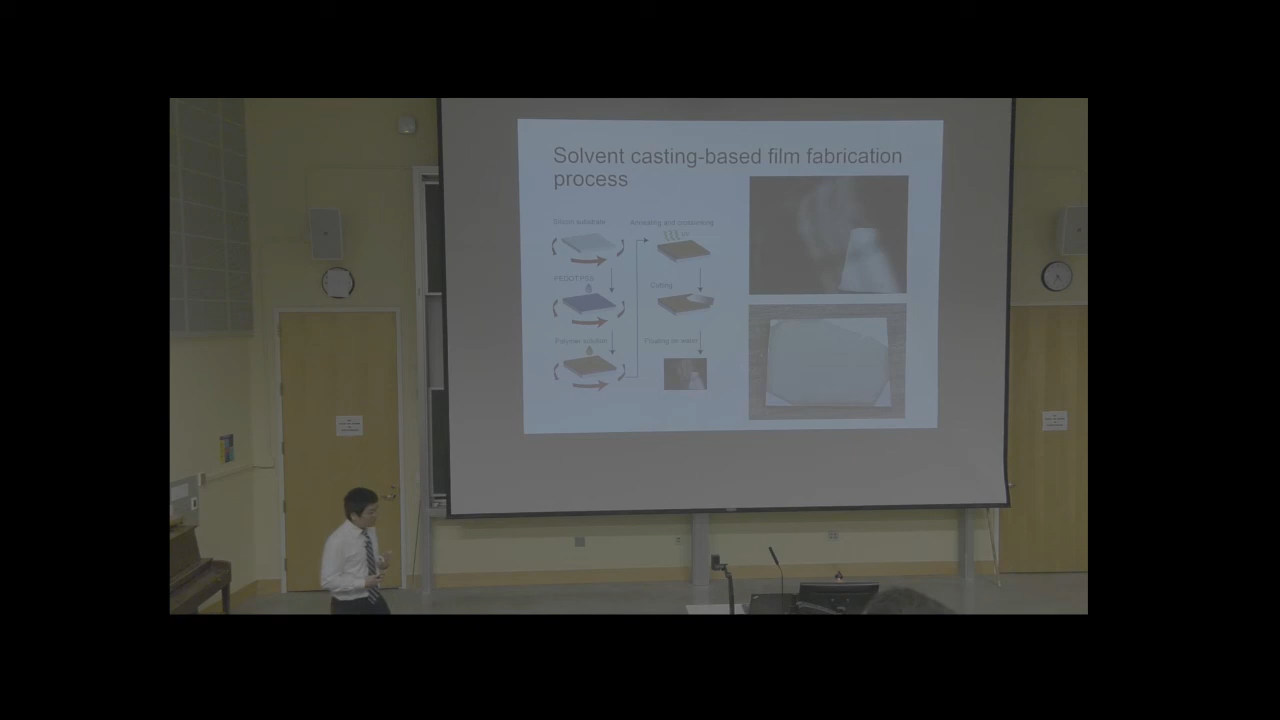 Solvent casting-based film fabrication
process
Silicon substrate
PEDOT:PSS
Polymer solution
Annealing and crosslinking
Cutting
Floating on water